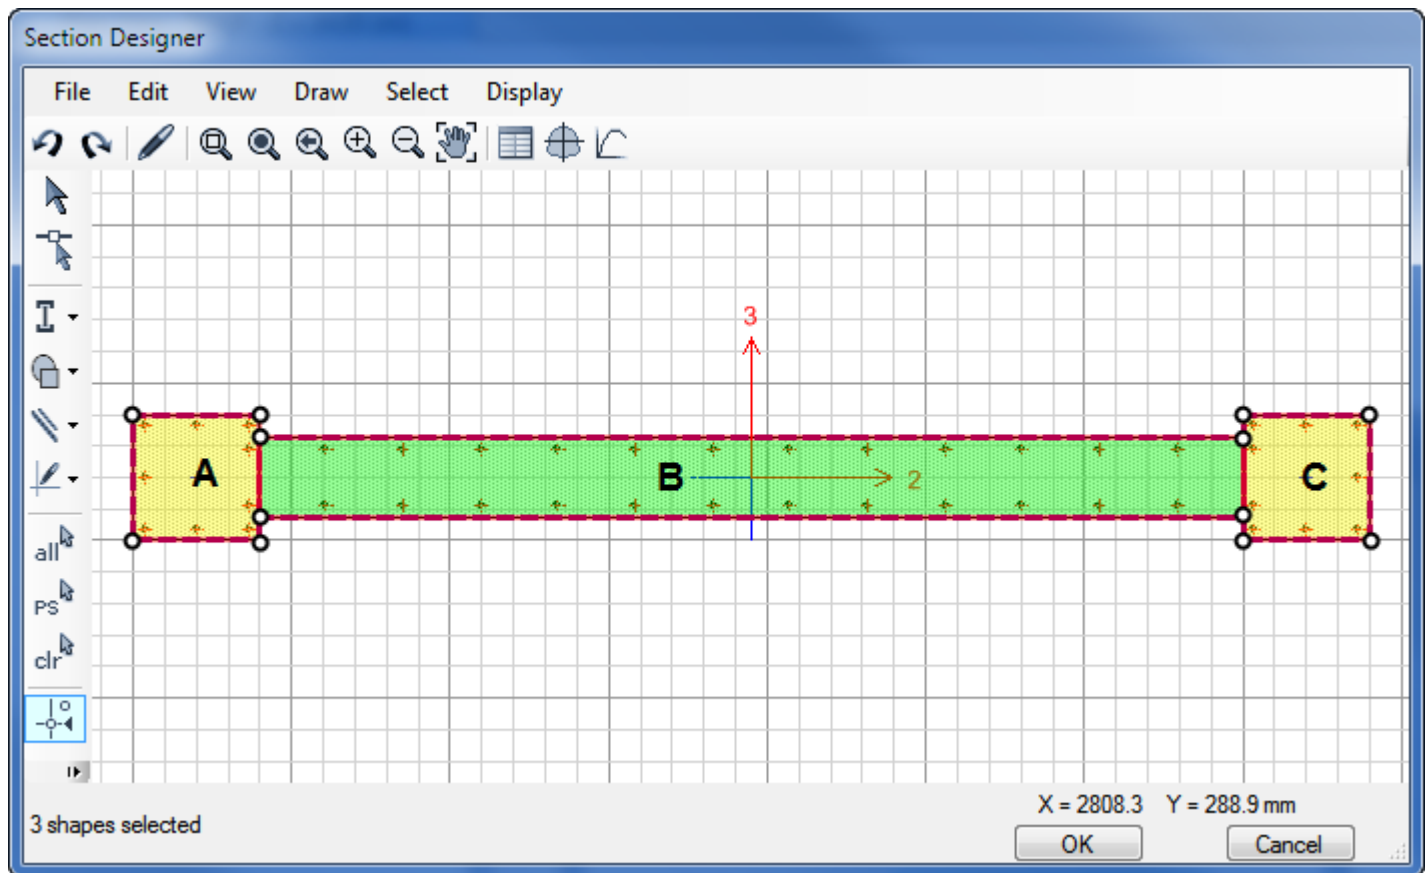 Section Designer
File Edit View Draw Select Display
3
A B 2 C
all
PS
clr
X = 2808.3 Y = 288.9 mm
3 shapes selected
OK Cancel